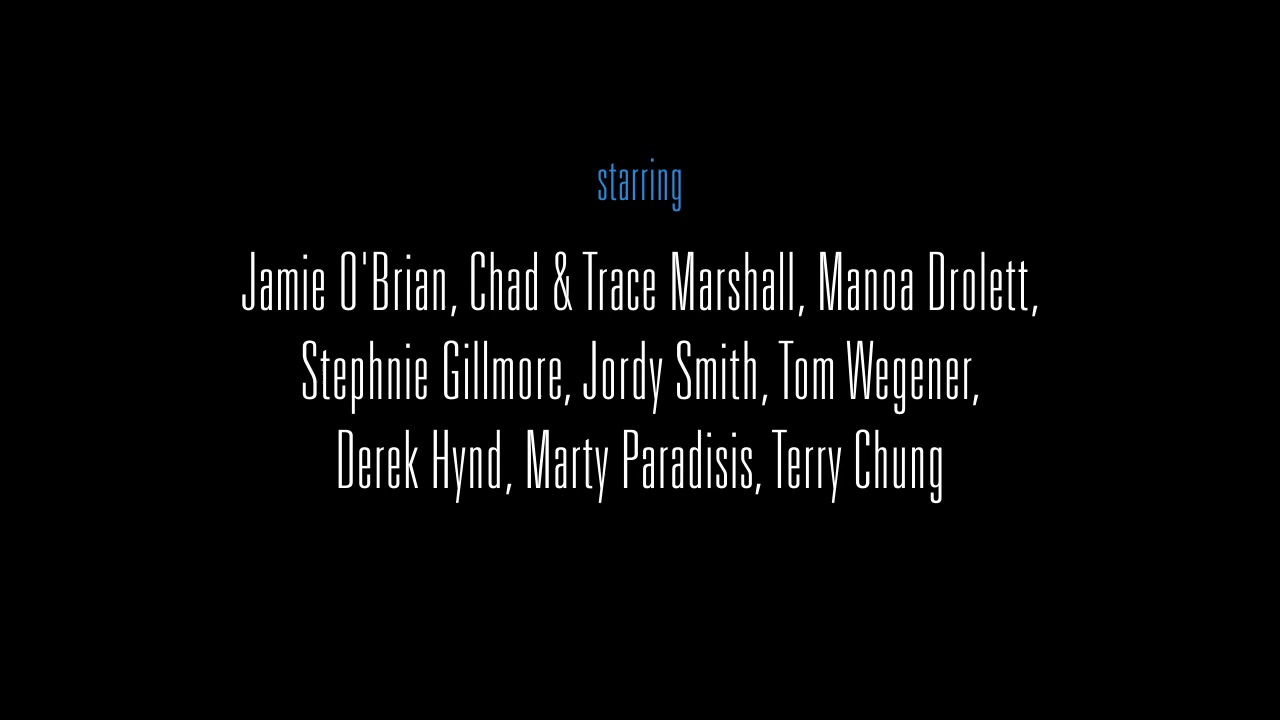 starring
Jamie O'Brian, Chad & Trace Marshall, Manoa Drolett,
Stephnie Gillmore, Jordy Smith, Tom Wegener,
Derek Hynd, Marty Paradisis, Terry Chung